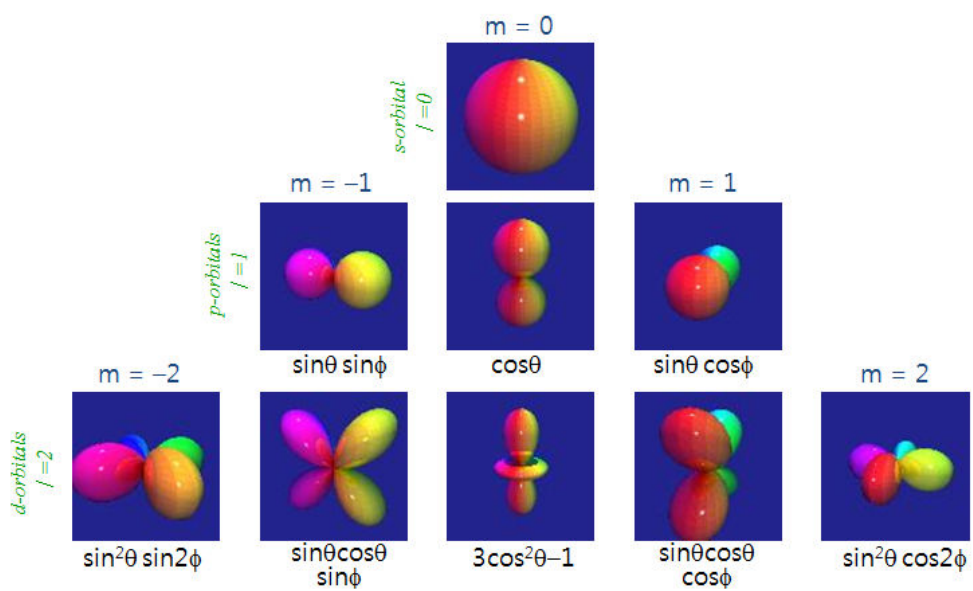 m = 0
s-orbital
l = 0
m = −1
m = 1
p-orbitals
l = 1
sinθ sinϕ
cosθ
sinθ cosϕ
m = −2
m = 2
d-orbitals
l = 2
sin²θ sin2ϕ
sinθcosθ
sinϕ
3cos²θ−1
sinθcosθ
cosϕ
sin²θ cos2ϕ